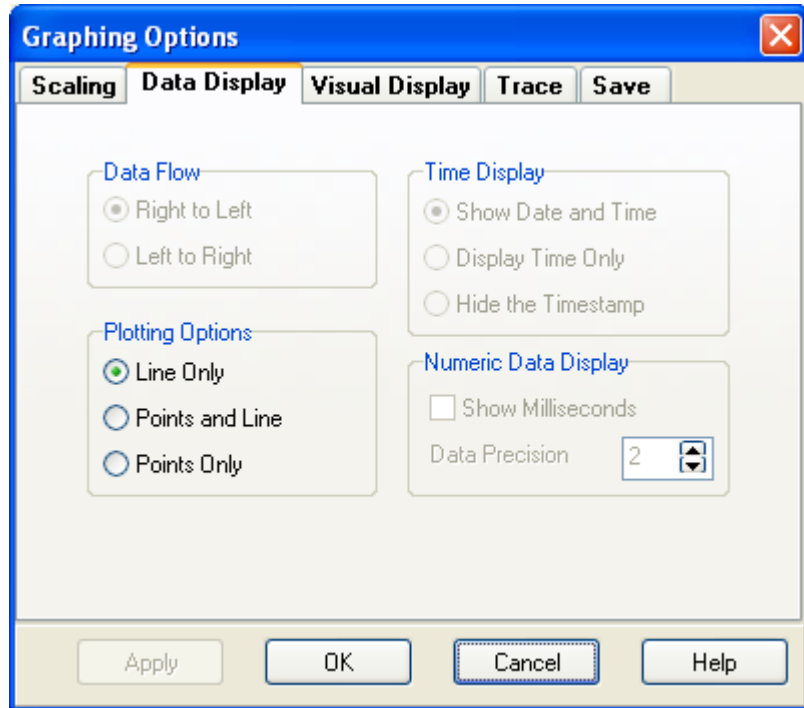 Graphing Options
Scaling Data Display Visual Display Trace Save
Data Flow
Right to Left
Left to Right
Plotting Options
Line Only
Points and Line
Points Only
Time Display
Show Date and Time
Display Time Only
Hide the Timestamp
Numeric Data Display
Show Milliseconds
Data Precision 2
Apply OK Cancel Help